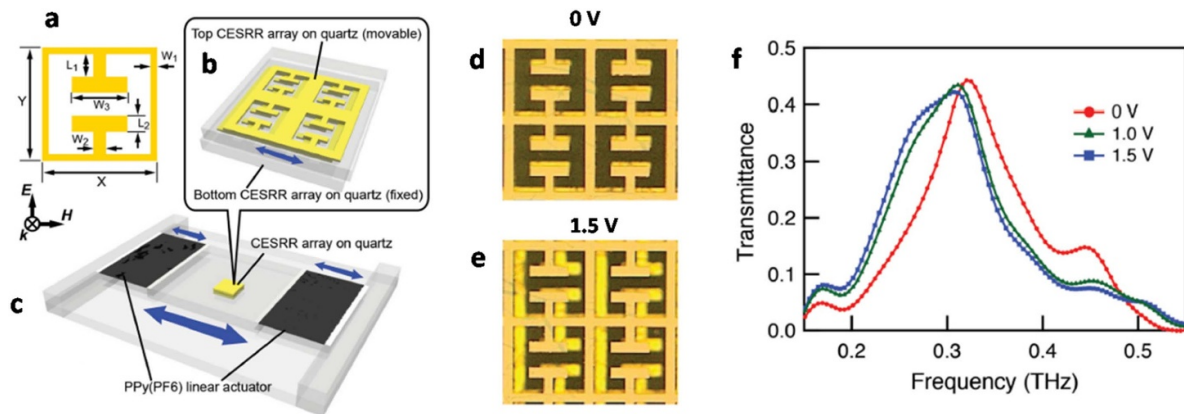 a
Y
L1
W1
W3
L2
W2
X
E
H
k
b
Top CESRR array on quartz (movable)
Bottom CESRR array on quartz (fixed)
CESRR array on quartz
c
PPy(PF6) linear actuator
0 V
d
1.5 V
e
f
0 V
1.0 V
1.5 V
Transmittance
0.5
0.4
0.3
0.2
0.1
0.0
0.2 0.3 0.4 0.5
Frequency (THz)